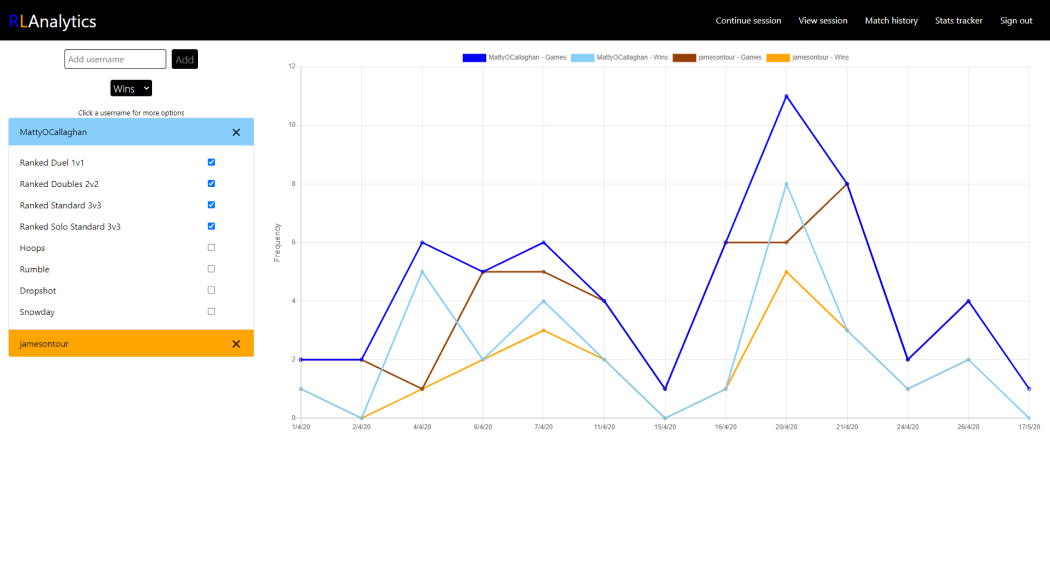 RLAnalytics
Continue session
View session
Match history
Stats tracker
Sign out
Add username
Add
Wins
Click a username for more options
MattyOCallaghan
Ranked Duel 1v1
Ranked Doubles 2v2
Ranked Standard 3v3
Ranked Solo Standard 3v3
Hoops
Rumble
Dropshot
Snowday
jamesontour
MattyOCallaghan - Games
MattyOCallaghan - Wins
jamesontour - Games
jamesontour - Wins
Frequency
12
10
8
6
4
2
0
1/4/20
2/4/20
4/4/20
6/4/20
7/4/20
11/4/20
15/4/20
16/4/20
20/4/20
21/4/20
24/4/20
26/4/20
17/5/20